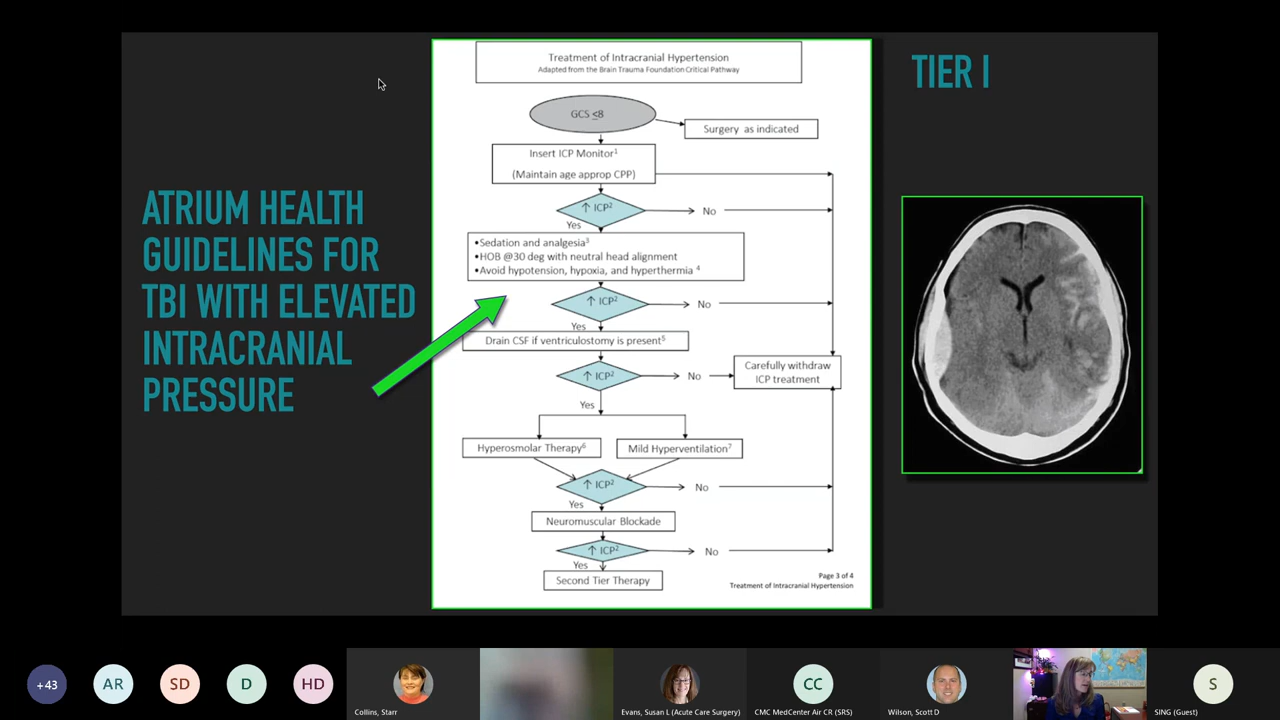 ATRIUM HEALTH
GUIDELINES FOR
TBI WITH ELEVATED
INTRACRANIAL
PRESSURE
Treatment of Intracranial Hypertension
Adapted from the Brain Trauma Foundation Critical Pathway
GCS ≤8
Surgery as indicated
Insert ICP Monitor¹
(Maintain age approp CPP)
↑ ICP²
No
Yes
•Sedation and analgesia³
•HOB @30 deg with neutral head alignment
•Avoid hypotension, hypoxia, and hyperthermia ⁴
↑ ICP²
No
Yes
Drain CSF if ventriculostomy is present⁵
↑ ICP²
No
Carefully withdraw
ICP treatment
Yes
Hyperosmolar Therapy⁶
Mild Hyperventilation⁷
↑ ICP²
No
Yes
Neuromuscular Blockade
↑ ICP²
No
Yes
Second Tier Therapy
Page 3 of 4
Treatment of Intracranial Hypertension
TIER I
+43
AR
SD
D
HD
Collins, Starr
Evans, Susan L (Acute Care Surgery)
CC
CMC MedCenter Air CR (SRS)
Wilson, Scott D
S
SING (Guest)